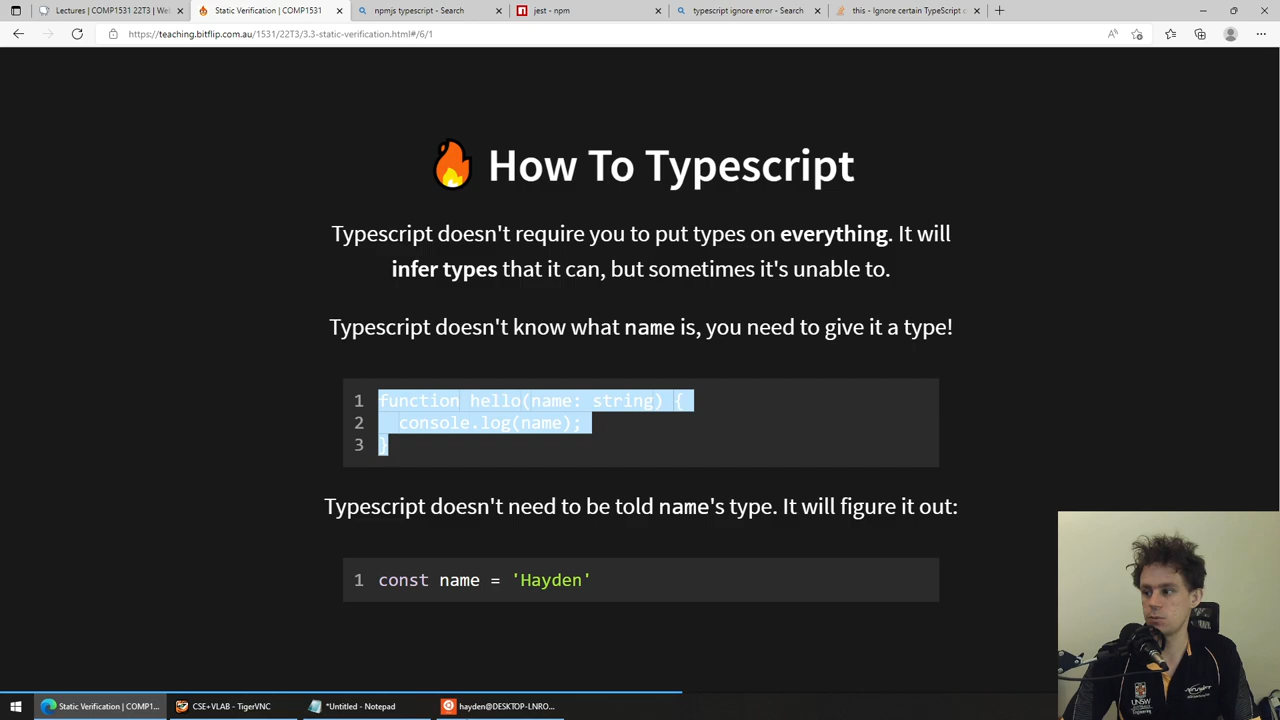 Lectures | COMP1531 22T3 | Wel
Static Verification | COMP1531
npmjs typescript - Search
jest - npm
typescript ignore error - Search
this - Ignore certain TypeScript c
https://teaching.bitflip.com.au/1531/22T3/3.3-static-verification.html#/6/1
🔥 How To Typescript
Typescript doesn't require you to put types on everything. It will
infer types that it can, but sometimes it's unable to.
Typescript doesn't know what name is, you need to give it a type!
1 function hello(name: string) {
2   console.log(name);
3 }
Typescript doesn't need to be told name's type. It will figure it out:
1 const name = 'Hayden'
UNSW
Static Verification | COMP1...
CSE+VLAB - TigerVNC
*Untitled - Notepad
hayden@DESKTOP-LNRO...